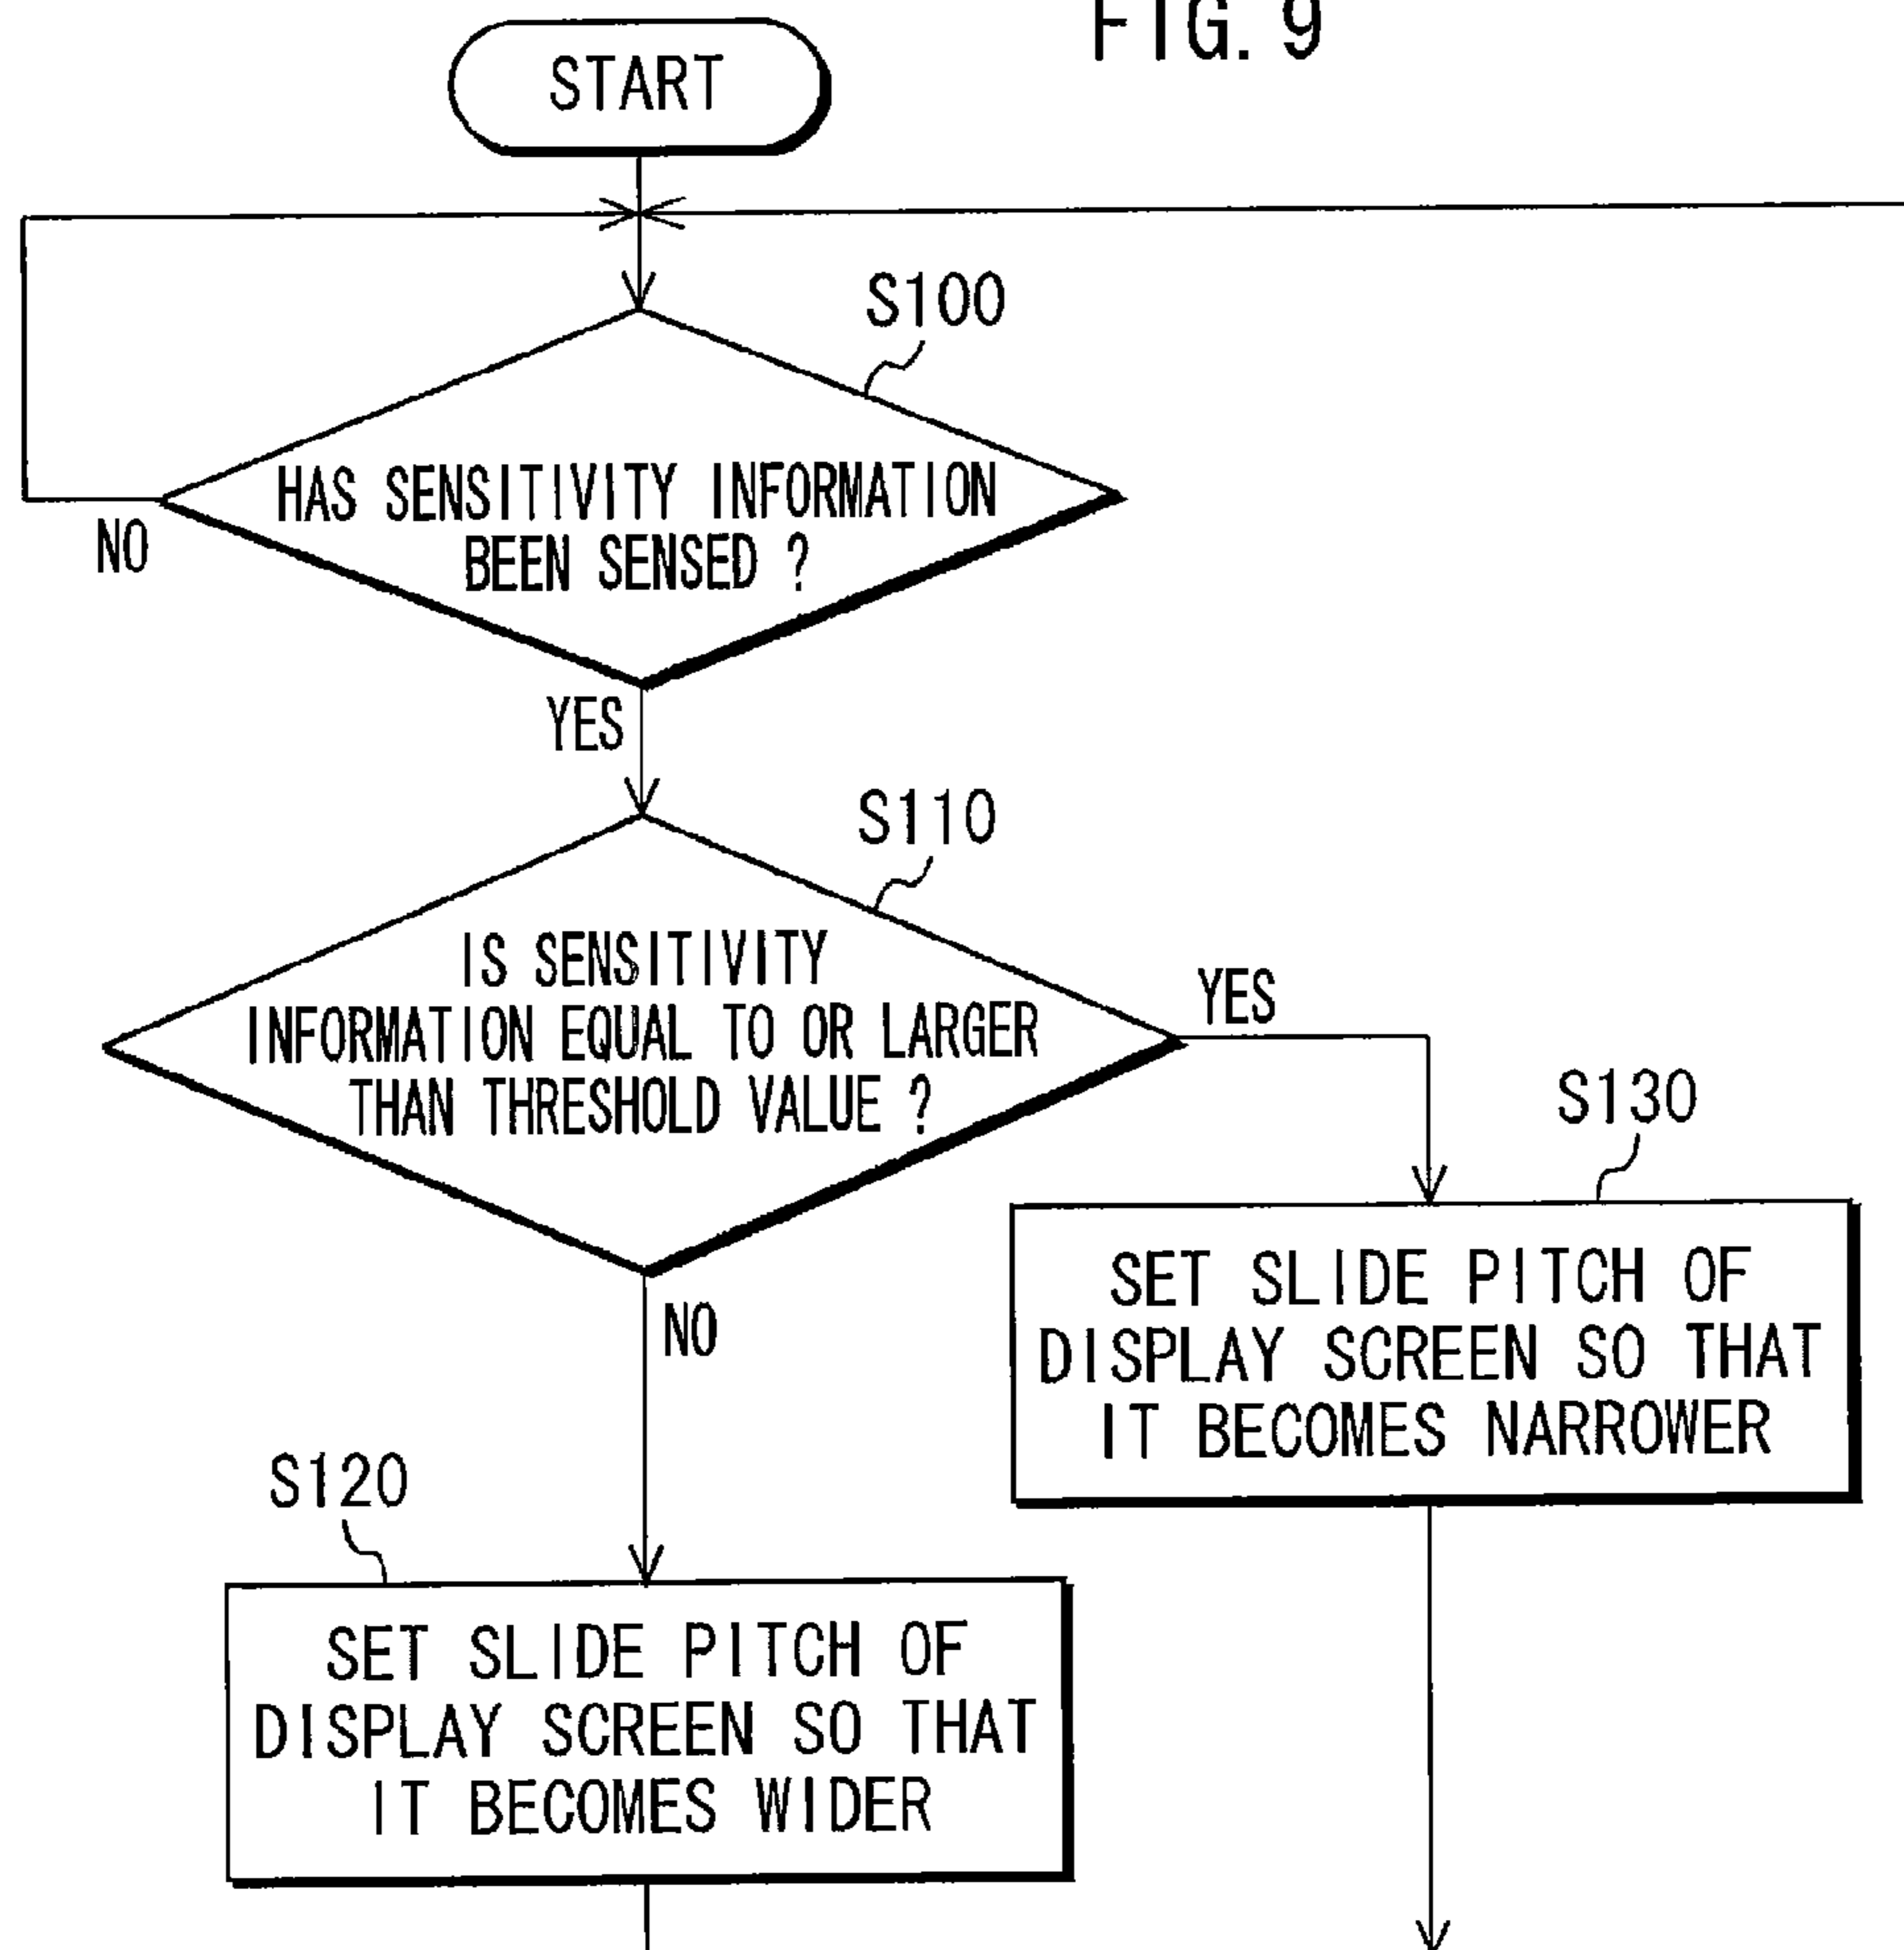 FIG. 9
START
S100
HAS SENSITIVITY INFORMATION
BEEN SENSED ?
NO
YES
S110
IS SENSITIVITY
INFORMATION EQUAL TO OR LARGER
THAN THRESHOLD VALUE ?
YES
NO
S130
SET SLIDE PITCH OF
DISPLAY SCREEN SO THAT
IT BECOMES NARROWER
S120
SET SLIDE PITCH OF
DISPLAY SCREEN SO THAT
IT BECOMES WIDER